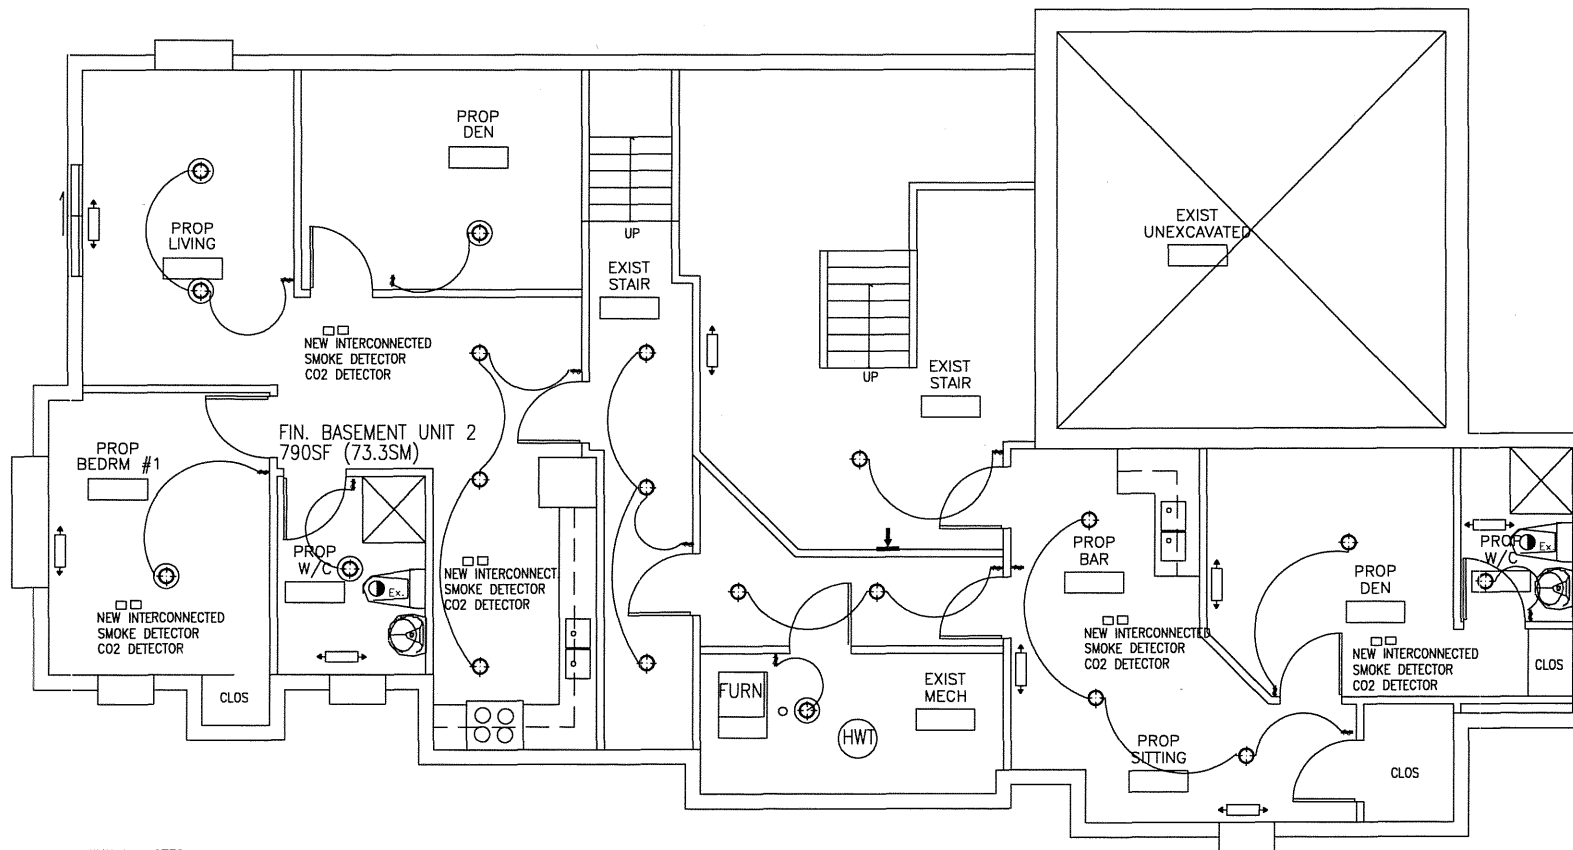 PROP
DEN
PROP
LIVING
UP
EXIST
STAIR
EXIST
UNEXCAVATED
NEW INTERCONNECTED
SMOKE DETECTOR
CO2 DETECTOR
UP
EXIST
STAIR
FIN. BASEMENT UNIT 2
790SF (73.3SM)
PROP
BEDRM #1
PROP
W/C
Ex.
NEW INTERCONNECT.
SMOKE DETECTOR
CO2 DETECTOR
NEW INTERCONNECTED
SMOKE DETECTOR
CO2 DETECTOR
CLOS
FURN
HWT
EXIST
MECH
PROP
BAR
NEW INTERCONNECTED
SMOKE DETECTOR
CO2 DETECTOR
PROP
SITTING
PROP
DEN
NEW INTERCONNECTED
SMOKE DETECTOR
CO2 DETECTOR
PROP
W/C
Ex.
CLOS
CLOS